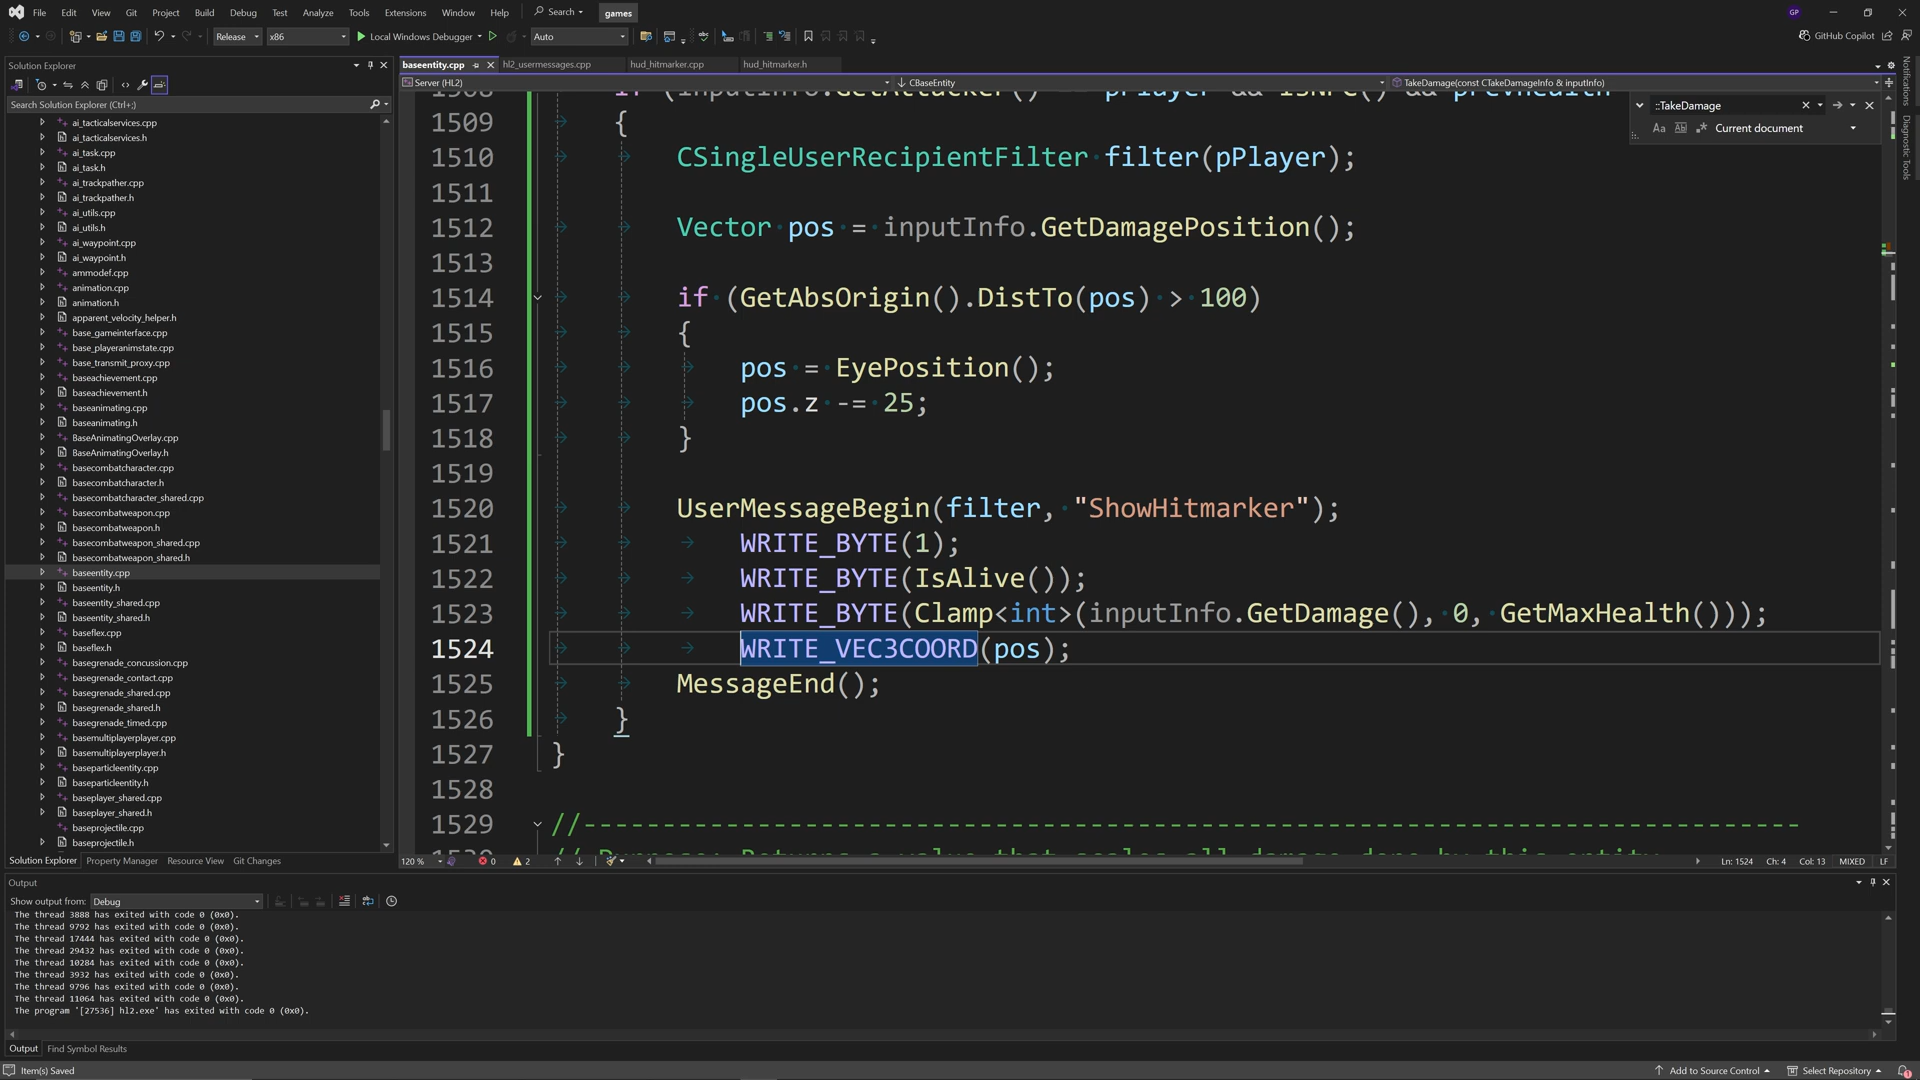 File Edit View Git Project Build Debug Test Analyze Tools Extensions Window Help Search games GP
Release x86 Local Windows Debugger Auto GitHub Copilot
Solution Explorer
baseentity.cpp hl2_usermessages.cpp hud_hitmarker.cpp hud_hitmarker.h
Server (HL2) CBaseEntity TakeDamage(const CTakeDamageInfo & inputInfo)
Search Solution Explorer (Ctrl+;)
::TakeDamage
Aa Current document
Notifications
Diagnostic Tools
ai_tacticalservices.cpp
ai_tacticalservices.h
ai_task.cpp
ai_task.h
ai_trackpather.cpp
ai_trackpather.h
ai_utils.cpp
ai_utils.h
ai_waypoint.cpp
ai_waypoint.h
ammodef.cpp
animation.cpp
animation.h
apparent_velocity_helper.h
base_gameinterface.cpp
base_playeranimstate.cpp
base_transmit_proxy.cpp
baseachievement.cpp
baseachievement.h
baseanimating.cpp
baseanimating.h
BaseAnimatingOverlay.cpp
BaseAnimatingOverlay.h
basecombatcharacter.cpp
basecombatcharacter.h
basecombatcharacter_shared.cpp
basecombatweapon.cpp
basecombatweapon.h
basecombatweapon_shared.cpp
basecombatweapon_shared.h
baseentity.cpp
baseentity.h
baseentity_shared.cpp
baseentity_shared.h
baseflex.cpp
baseflex.h
basegrenade_concussion.cpp
basegrenade_contact.cpp
basegrenade_shared.cpp
basegrenade_shared.h
basegrenade_timed.cpp
basemultiplayerplayer.cpp
basemultiplayerplayer.h
baseparticleentity.cpp
baseparticleentity.h
baseplayer_shared.cpp
baseplayer_shared.h
baseprojectile.cpp
baseprojectile.h
Solution Explorer Property Manager Resource View Git Changes
1509 {
1510 CSingleUserRecipientFilter filter(pPlayer);
1511
1512 Vector pos = inputInfo.GetDamagePosition();
1513
1514 if (GetAbsOrigin().DistTo(pos) > 100)
1515 {
1516 pos = EyePosition();
1517 pos.z -= 25;
1518 }
1519
1520 UserMessageBegin(filter, "ShowHitmarker");
1521 WRITE_BYTE(1);
1522 WRITE_BYTE(IsAlive());
1523 WRITE_BYTE(Clamp<int>(inputInfo.GetDamage(), 0, GetMaxHealth()));
1524 WRITE_VEC3COORD(pos);
1525 MessageEnd();
1526 }
1527 }
1528
1529 //-----------------------------------------------------------------------------
120 % 0 2 Ln: 1524 Ch: 4 Col: 13 MIXED LF
Output
Show output from: Debug
The thread 3888 has exited with code 0 (0x0).
The thread 9792 has exited with code 0 (0x0).
The thread 17444 has exited with code 0 (0x0).
The thread 29432 has exited with code 0 (0x0).
The thread 10284 has exited with code 0 (0x0).
The thread 3932 has exited with code 0 (0x0).
The thread 9796 has exited with code 0 (0x0).
The thread 11064 has exited with code 0 (0x0).
The program '[27536] hl2.exe' has exited with code 0 (0x0).
Output Find Symbol Results
Item(s) Saved Add to Source Control Select Repository